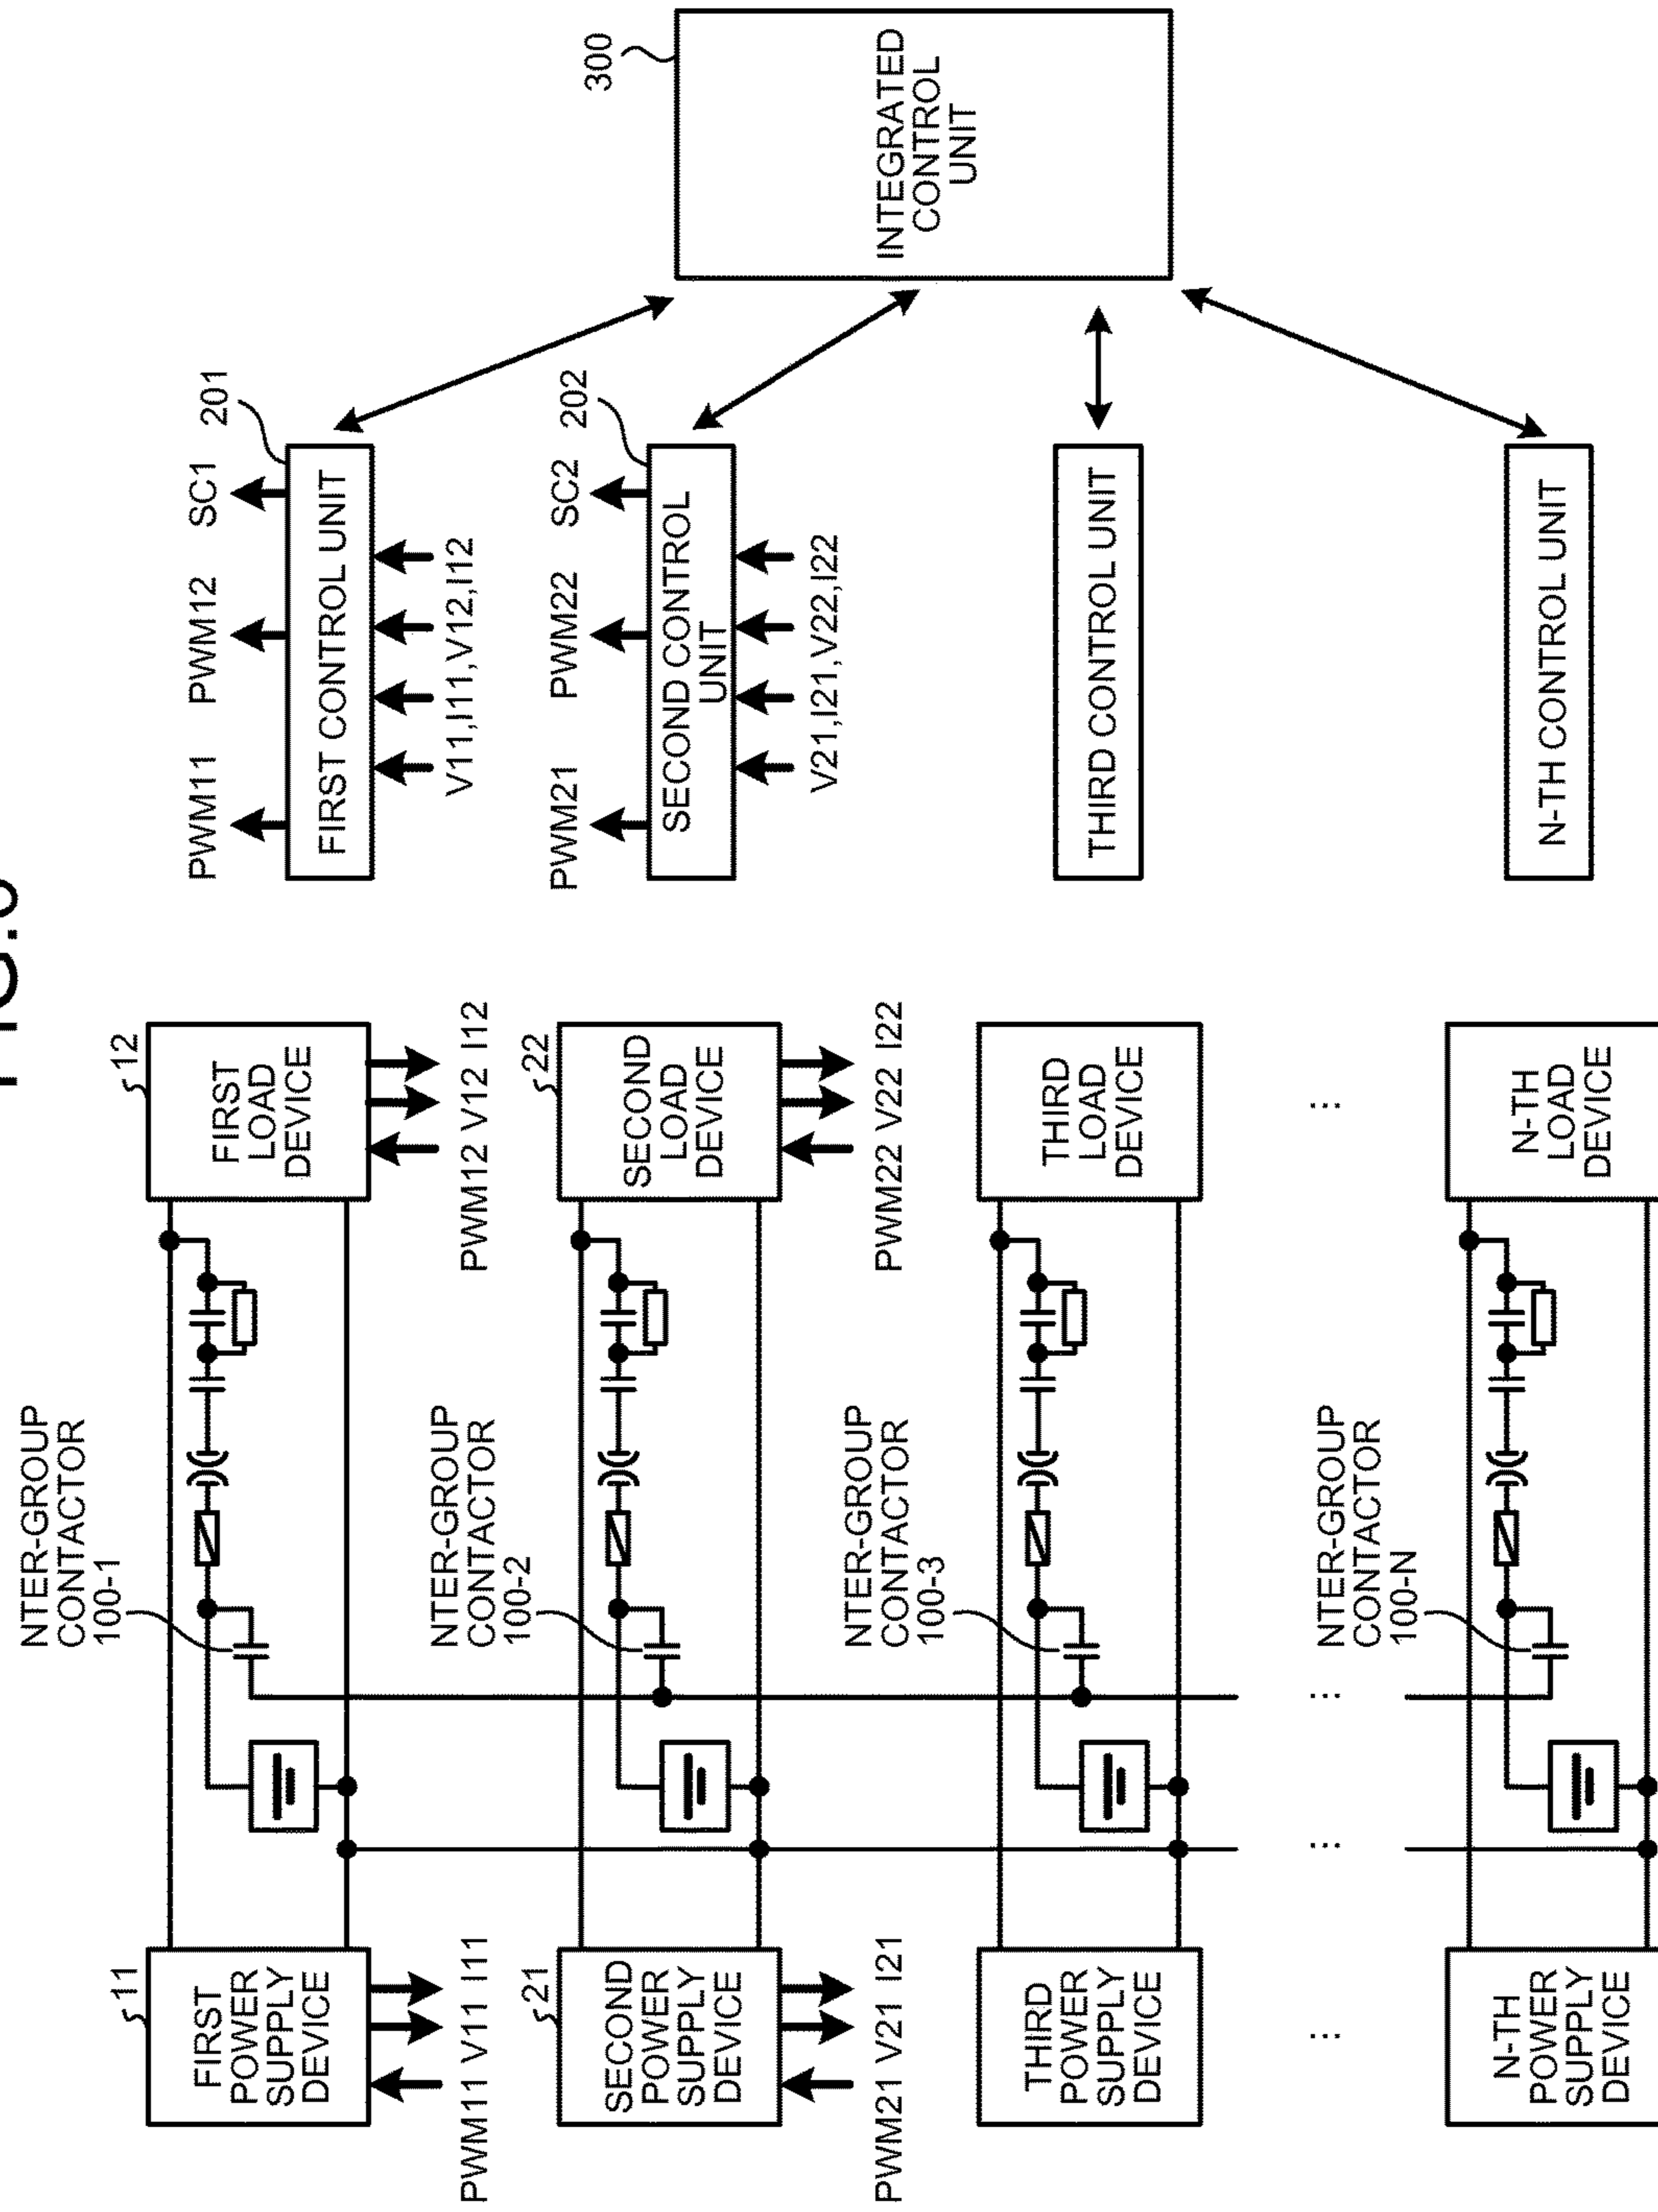 NTER-GROUP
CONTACTOR
100-1
11
FIRST
POWER
SUPPLY
DEVICE
PWM11 V11 I11
12
FIRST
LOAD
DEVICE
PWM12 V12 I12
PWM11
PWM12
SC1
201
FIRST CONTROL UNIT
V11,I11,V12,I12
NTER-GROUP
CONTACTOR
100-2
21
SECOND
POWER
SUPPLY
DEVICE
PWM21 V21 I21
22
SECOND
LOAD
DEVICE
PWM22 V22 I22
PWM21
PWM22
SC2
202
SECOND CONTROL
UNIT
V21,I21,V22,I22
300
INTEGRATED
CONTROL
UNIT
NTER-GROUP
CONTACTOR
100-3
THIRD
POWER
SUPPLY
DEVICE
THIRD
LOAD
DEVICE
THIRD CONTROL UNIT
...
...
...
...
NTER-GROUP
CONTACTOR
100-N
N-TH
POWER
SUPPLY
DEVICE
N-TH
LOAD
DEVICE
N-TH CONTROL UNIT